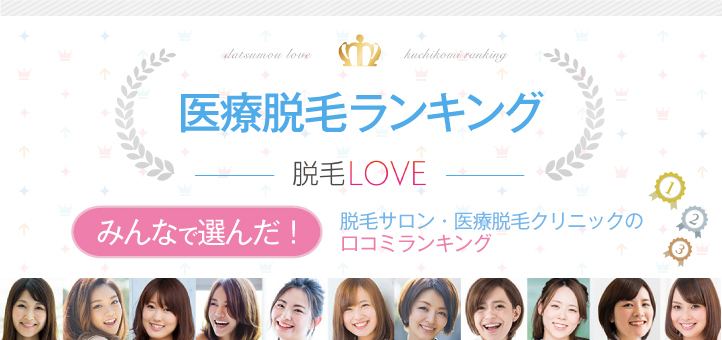 datsumou love kuchikomi ranking
医療脱毛ランキング
脱毛LOVE
みんなで選んだ！
脱毛サロン・医療脱毛クリニックの
口コミランキング
1
2
3